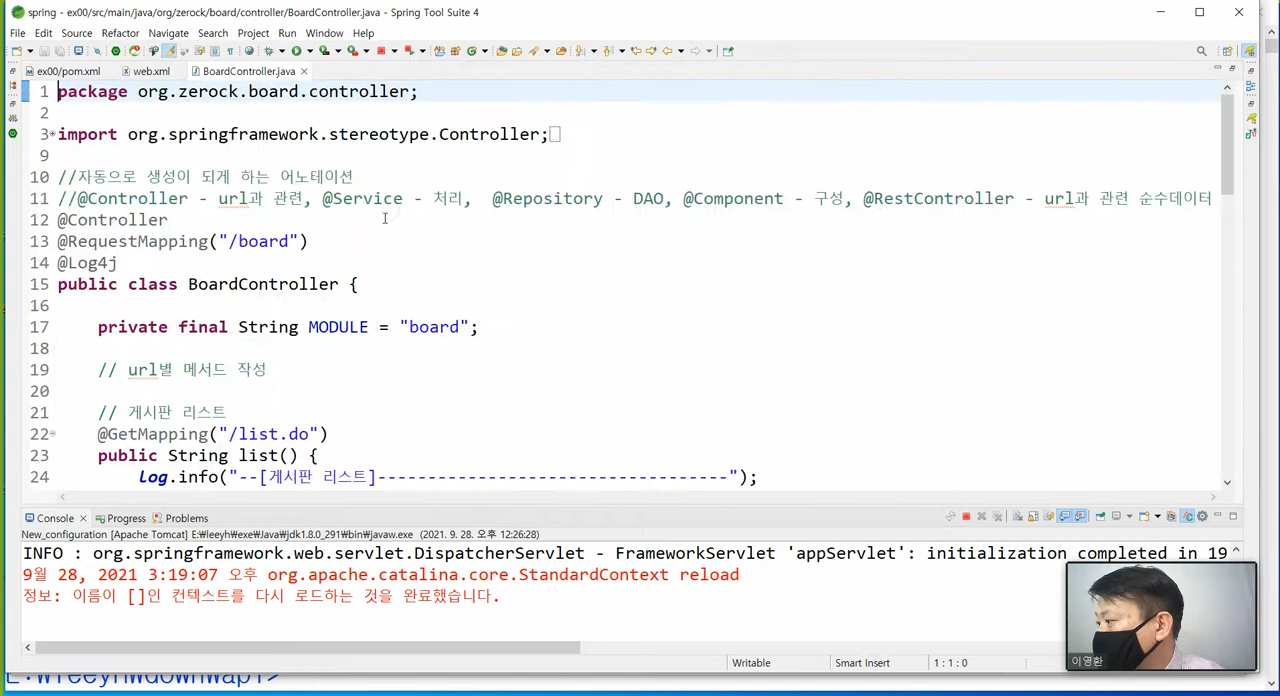 spring - ex00/src/main/java/org/zerock/board/controller/BoardController.java - Spring Tool Suite 4
File Edit Source Refactor Navigate Search Project Run Window Help
ex00/pom.xml web.xml BoardController.java
1 package org.zerock.board.controller;
2
3 import org.springframework.stereotype.Controller;
9
10 //자동으로 생성이 되게 하는 어노테이션
11 //@Controller - url과 관련, @Service - 처리, @Repository - DAO, @Component - 구성, @RestController - url과 관련 순수데이터
12 @Controller
13 @RequestMapping("/board")
14 @Log4j
15 public class BoardController {
16
17 private final String MODULE = "board";
18
19 // url별 메서드 작성
20
21 // 게시판 리스트
22 @GetMapping("/list.do")
23 public String list() {
24 log.info("--[게시판 리스트]-----------------------------------");
Console Progress Problems
New_configuration [Apache Tomcat] E:₩leeyh₩exe₩Java₩jdk1.8.0_291₩bin₩javaw.exe (2021. 9. 28. 오후 12:26:28)
INFO : org.springframework.web.servlet.DispatcherServlet - FrameworkServlet 'appServlet': initialization completed in 19
9월 28, 2021 3:19:07 오후 org.apache.catalina.core.StandardContext reload
정보: 이름이 []인 컨텍스트를 다시 로드하는 것을 완료했습니다.
이영환
Writable Smart Insert 1 : 1 : 0